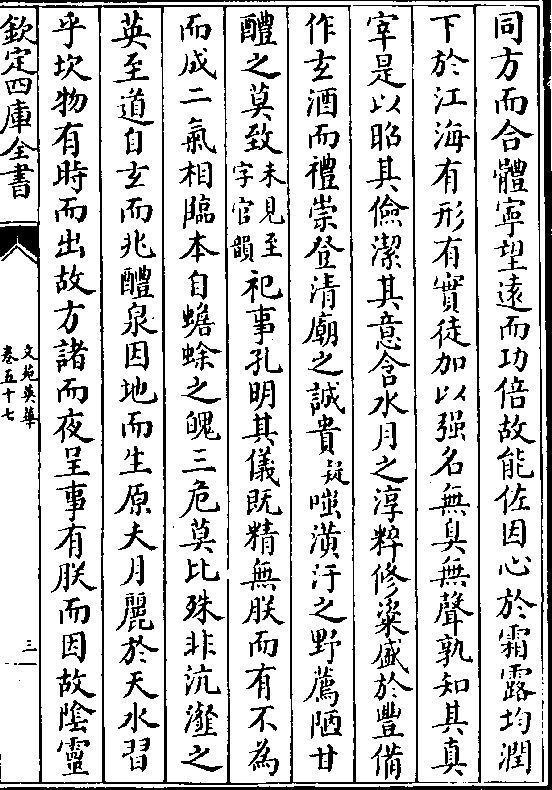 同方而合體寧望遠而功倍故能佐因心於霜露均潤
下於江海有形有實徒加以强名無臭無聲孰知其真
宰是以昭其儉潔其意含水月之淳粹修粢盛於豐備
作玄酒而禮崇登清廟之誠貴疑嗤潢汙之野薦陋甘
醴之莫致未見至字官韻祀事孔明其儀既精無朕而有不為
而成二氣相臨本自蟾蜍之魄三危莫比殊非沆瀣之
英至道自玄而兆醴泉因地而生原夫月麗於天水習
乎坎物有時而出故方諸而夜呈事有朕而因故陰靈
欽定四庫全書
文苑英華
卷五十七
三